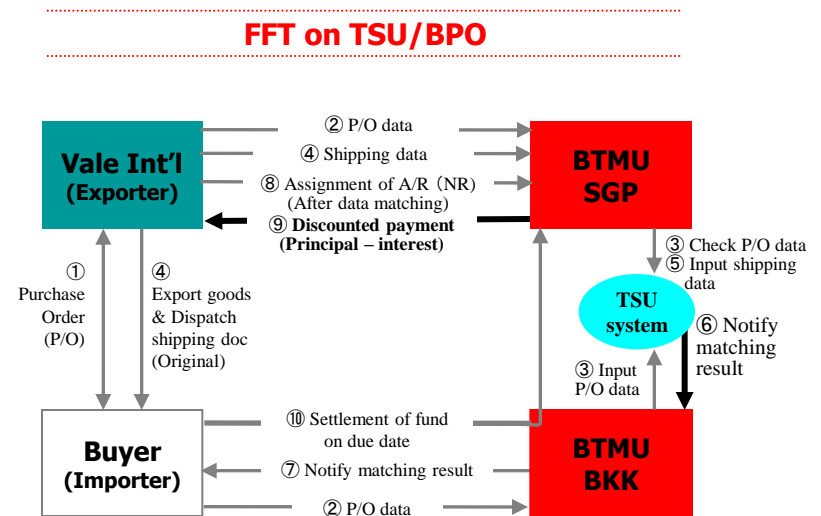 FFT on TSU/BPO
Vale Int'l
(Exporter)
② P/O data
④ Shipping data
⑧ Assignment of A/R (NR)
(After data matching)
⑨ Discounted payment
(Principal – interest)
BTMU
SGP
①
Purchase
Order
(P/O)
④
Export goods
& Dispatch
shipping doc
(Original)
③ Check P/O data
⑤ Input shipping
data
TSU
system
⑥ Notify
matching
result
③ Input
P/O data
Buyer
(Importer)
⑩ Settlement of fund
on due date
⑦ Notify matching result
② P/O data
BTMU
BKK